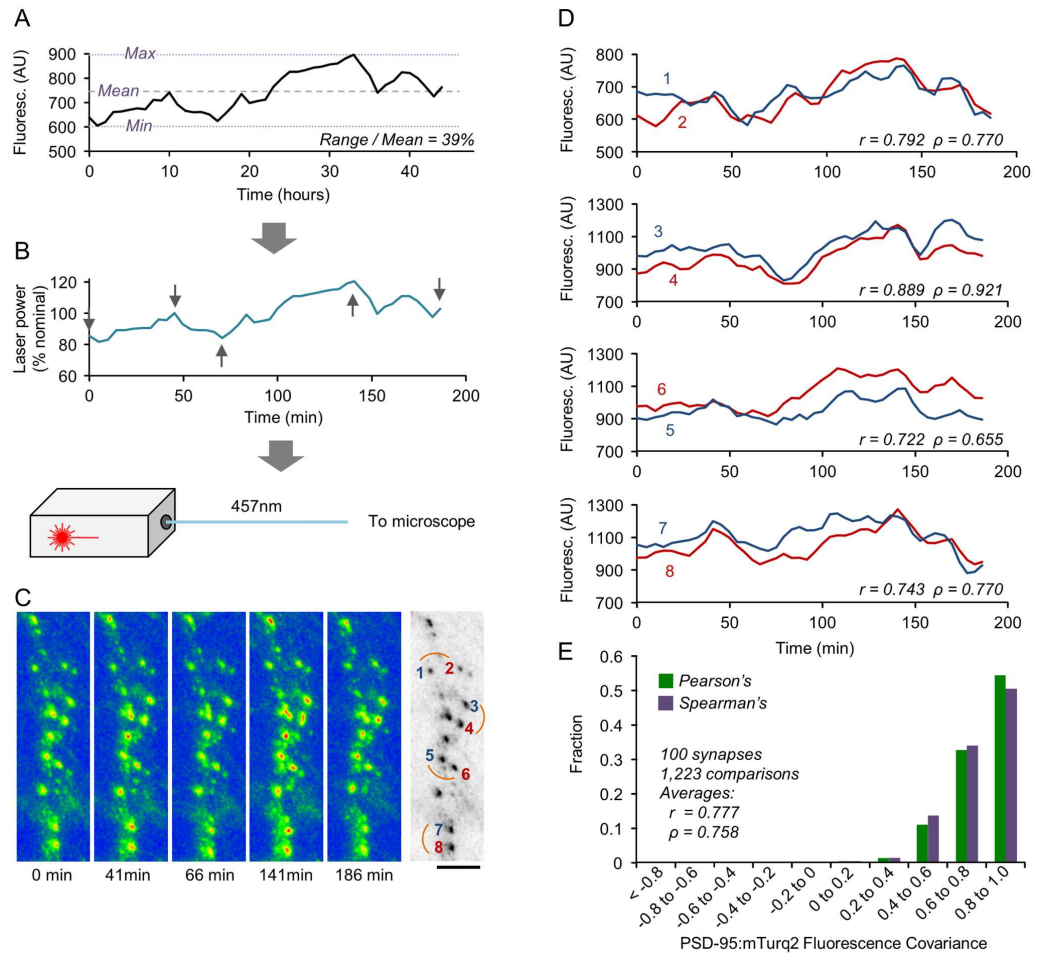 A
Fluoresc. (AU)
900
800
700
600
500
Max
Mean
Min
Range / Mean = 39%
0
10
20
30
40
Time (hours)
B
Laser power
(% nominal)
120
100
80
60
0
50
100
150
200
Time (min)
457nm
To microscope
C
1
2
3
4
5
6
7
8
0 min
41min
66 min
141min
186 min
D
Fluoresc. (AU)
800
700
600
500
1
2
r = 0.792 ρ = 0.770
0
50
100
150
200
Fluoresc. (AU)
1300
1100
900
700
3
4
r = 0.889 ρ = 0.921
0
50
100
150
200
Fluoresc. (AU)
1300
1100
900
700
6
5
r = 0.722 ρ = 0.655
0
50
100
150
200
Fluoresc. (AU)
1300
1100
900
700
7
8
r = 0.743 ρ = 0.770
0
50
100
150
200
Time (min)
E
Fraction
0.6
0.5
0.4
0.3
0.2
0.1
0
Pearson's
Spearman's
100 synapses
1,223 comparisons
Averages:
r = 0.777
ρ = 0.758
< -0.8
-0.8 to -0.6
-0.6 to -0.4
-0.4 to -0.2
-0.2 to 0
0 to 0.2
0.2 to 0.4
0.4 to 0.6
0.6 to 0.8
0.8 to 1.0
PSD-95:mTurq2 Fluorescence Covariance